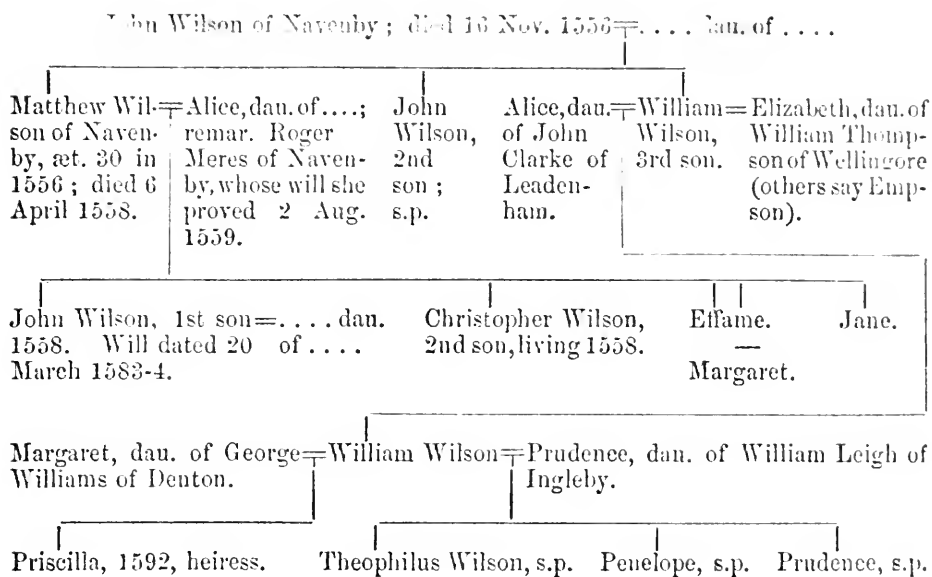 John Wilson of Navenby; died 16 Nov. 1556=.... dau. of ....
Matthew Wil-
son of Naven-
by, æt. 30 in
1556; died 6
April 1558.
=Alice, dau. of ....;
remar. Roger
Meres of Naven-
by, whose will she
proved 2 Aug.
1559.
John
Wilson,
2nd
son;
s.p.
Alice, dau.
of John
Clarke of
Leaden-
ham.
=William=
Wilson,
3rd son.
Elizabeth, dau. of
William Thomp-
son of Wellingore
(others say Emp-
son).
John Wilson, 1st son=.... dau.
1558. Will dated 20 of ....
March 1583-4.
Christopher Wilson,
2nd son, living 1558.
Effame.
—
Margaret.
Jane.
Margaret, dau. of George=William Wilson=Prudence, dau. of William Leigh of
Williams of Denton.
Ingleby.
Priscilla, 1592, heiress.
Theophilus Wilson, s.p.
Penelope, s.p.
Prudence, s.p.